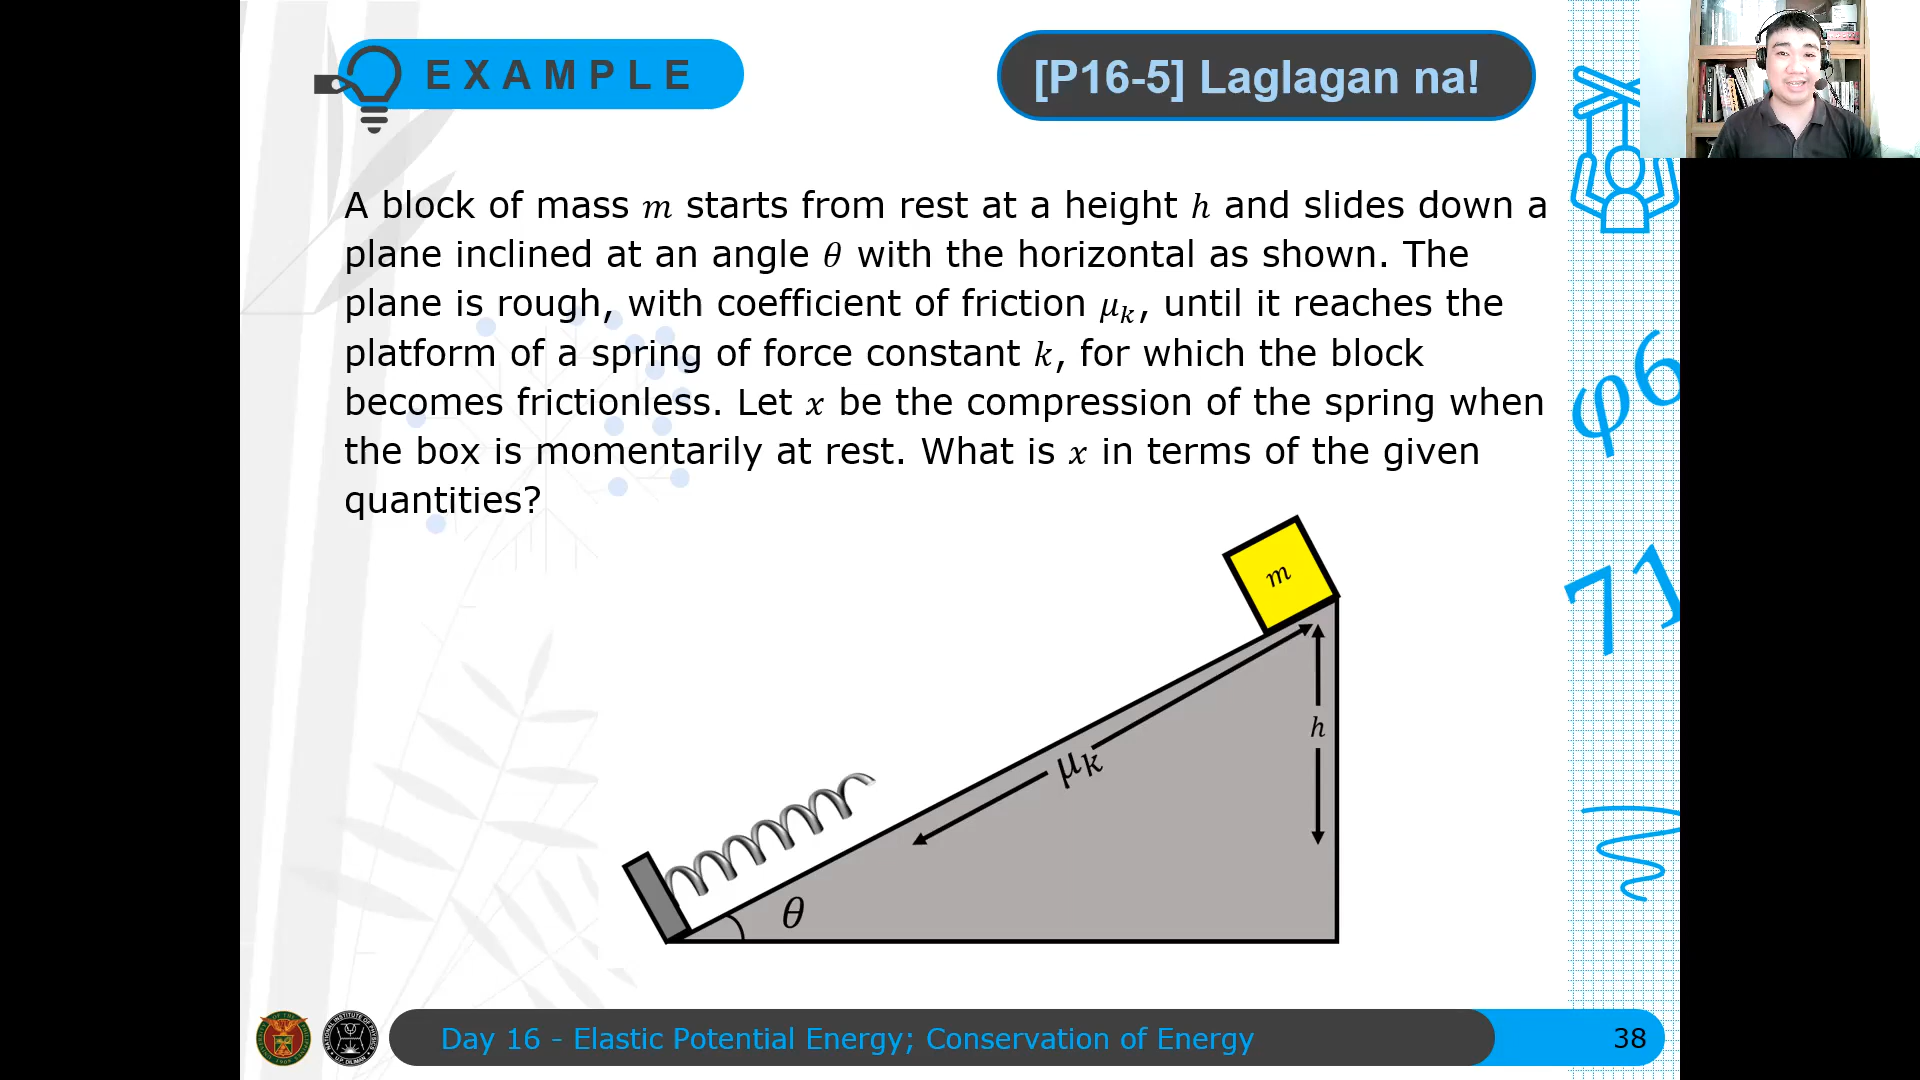 EXAMPLE
[P16-5] Laglagan na!
A block of mass m starts from rest at a height h and slides down a
plane inclined at an angle θ with the horizontal as shown. The
plane is rough, with coefficient of friction μₖ, until it reaches the
platform of a spring of force constant k, for which the block
becomes frictionless. Let x be the compression of the spring when
the box is momentarily at rest. What is x in terms of the given
quantities?
m
h
μk
θ
φ6
71
Day 16 - Elastic Potential Energy; Conservation of Energy
38